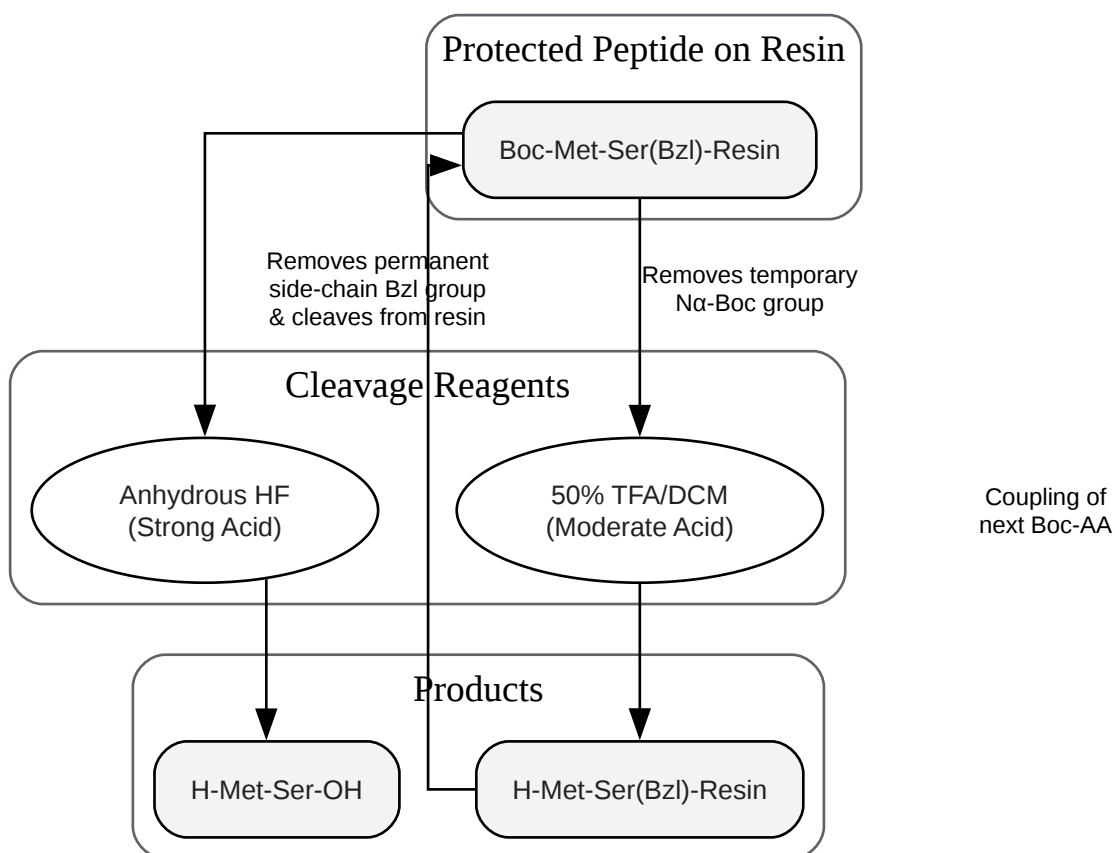 Protected Peptide on Resin
Boc-Met-Ser(Bzl)-Resin
Removes permanent
side-chain Bzl group
& cleaves from resin
Removes temporary
Nα-Boc group
Cleavage Reagents
Anhydrous HF
(Strong Acid)
50% TFA/DCM
(Moderate Acid)
Coupling of
next Boc-AA
Products
H-Met-Ser-OH
H-Met-Ser(Bzl)-Resin